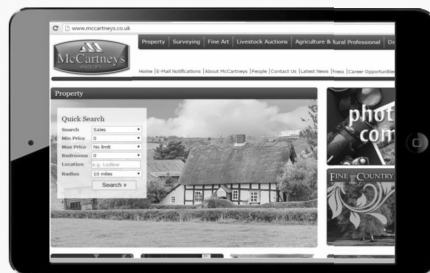 www.mccartneys.co.uk
McCartneys
Property Surveying Fine Art Livestock Auctions Agriculture & Rural Professional
Home |E-Mail Notifications |About McCartneys |People |Contact Us |Latest News |Press |Career Opportunities
Property
Quick Search
Search Sales
Min Price 0
Max Price No limit
Bedrooms 0
Location e.g. Ludlow
Radius 10 miles
Search »
phot
com
FINE COUNTRY